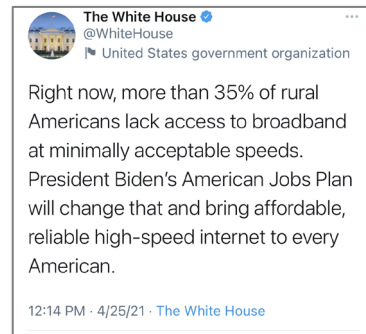 The White House
@WhiteHouse
United States government organization
Right now, more than 35% of rural
Americans lack access to broadband
at minimally acceptable speeds.
President Biden's American Jobs Plan
will change that and bring affordable,
reliable high-speed internet to every
American.
12:14 PM · 4/25/21 · The White House